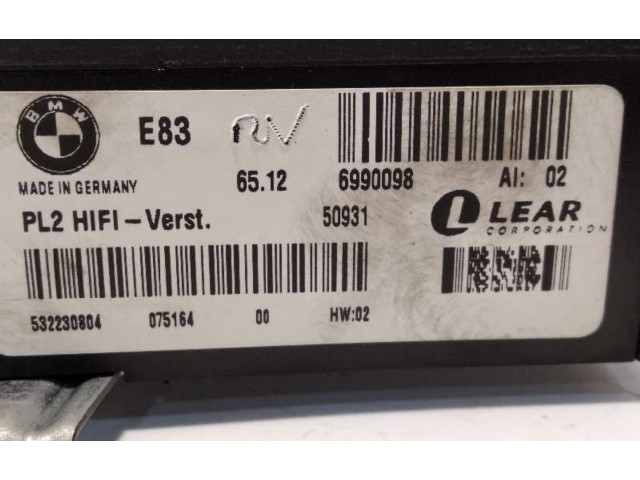 BMW E83
MADE IN GERMANY 65.12 6990098 AI: 02
PL2 HIFI-Verst. 50931 LEAR
CORPORATION
532230804 075164 00 HW:02